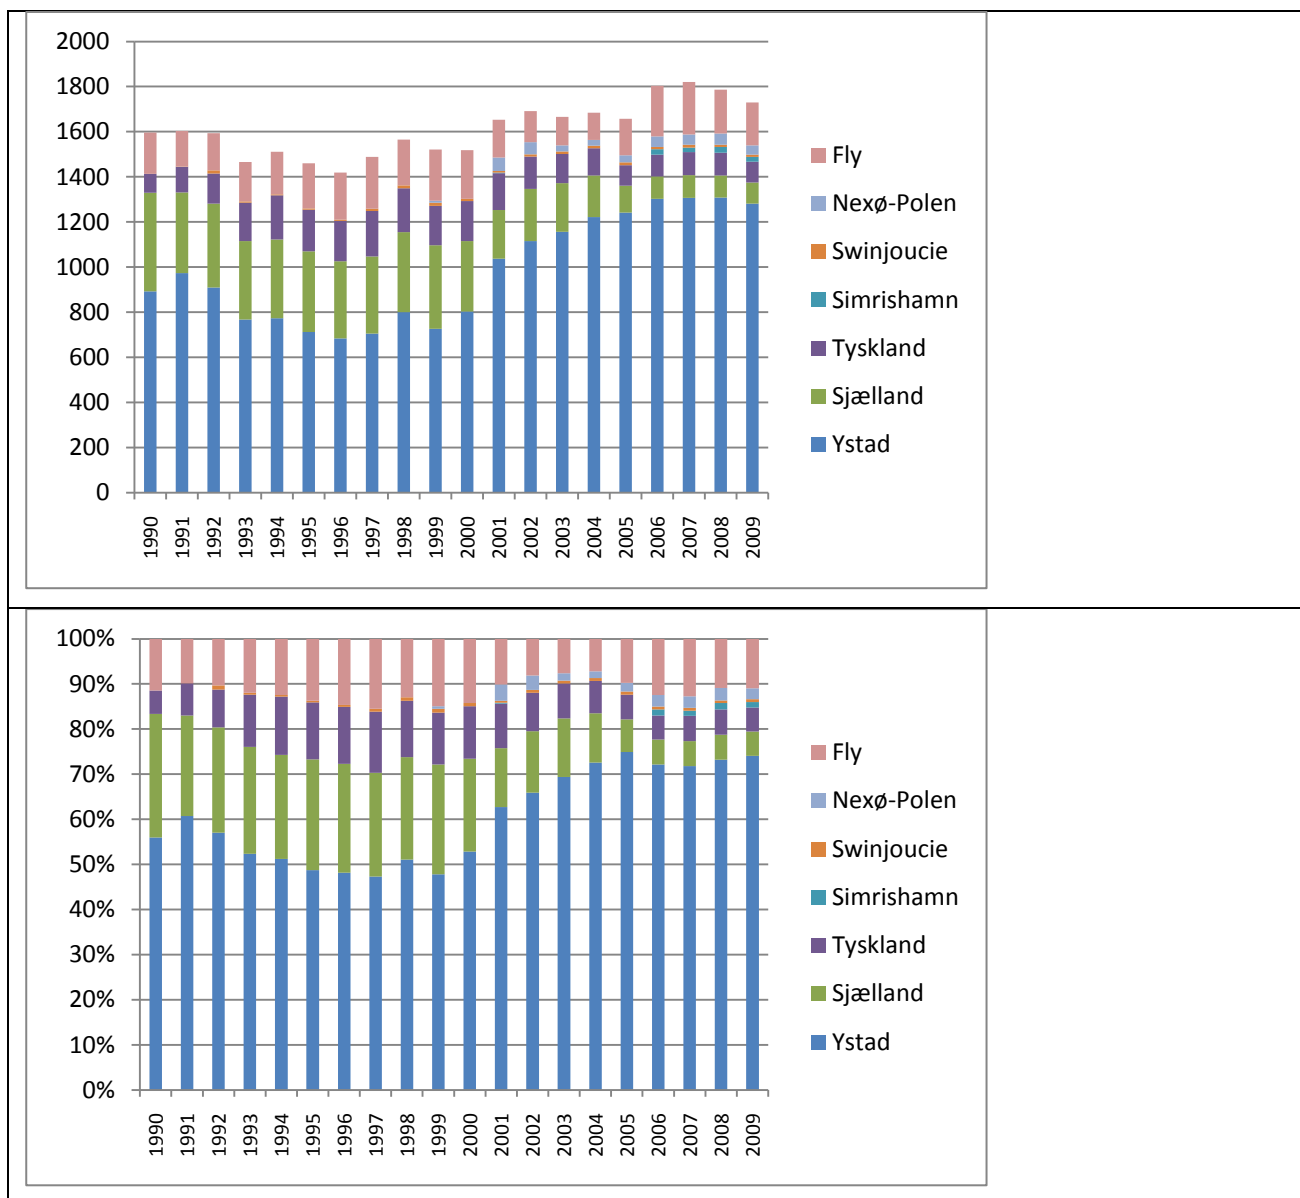 2000
1800
1600
1400
1200
1000
800
600
400
200
0
1990 1991 1992 1993 1994 1995 1996 1997 1998 1999 2000 2001 2002 2003 2004 2005 2006 2007 2008 2009
Fly
Nexø-Polen
Swinjoucie
Simrishamn
Tyskland
Sjælland
Ystad
100%
90%
80%
70%
60%
50%
40%
30%
20%
10%
0%
1990 1991 1992 1993 1994 1995 1996 1997 1998 1999 2000 2001 2002 2003 2004 2005 2006 2007 2008 2009
Fly
Nexø-Polen
Swinjoucie
Simrishamn
Tyskland
Sjælland
Ystad